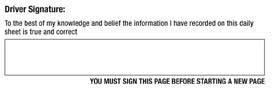 Driver Signature:
To the best of my knowledge and belief the information I have recorded on this daily
sheet is true and correct
YOU MUST SIGN THIS PAGE BEFORE STARTING A NEW PAGE